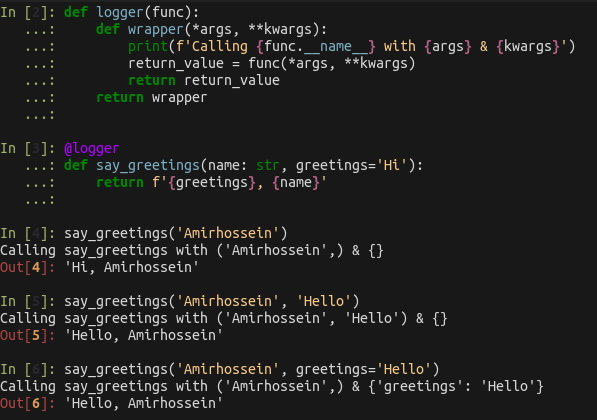 In [2]: def logger(func):
   ...:     def wrapper(*args, **kwargs):
   ...:         print(f'Calling {func.__name__} with {args} & {kwargs}')
   ...:         return_value = func(*args, **kwargs)
   ...:         return return_value
   ...:     return wrapper
   ...:

In [3]: @logger
   ...: def say_greetings(name: str, greetings='Hi'):
   ...:     return f'{greetings}, {name}'
   ...:

In [4]: say_greetings('Amirhossein')
Calling say_greetings with ('Amirhossein',) & {}
Out[4]: 'Hi, Amirhossein'

In [5]: say_greetings('Amirhossein', 'Hello')
Calling say_greetings with ('Amirhossein', 'Hello') & {}
Out[5]: 'Hello, Amirhossein'

In [6]: say_greetings('Amirhossein', greetings='Hello')
Calling say_greetings with ('Amirhossein',) & {'greetings': 'Hello'}
Out[6]: 'Hello, Amirhossein'